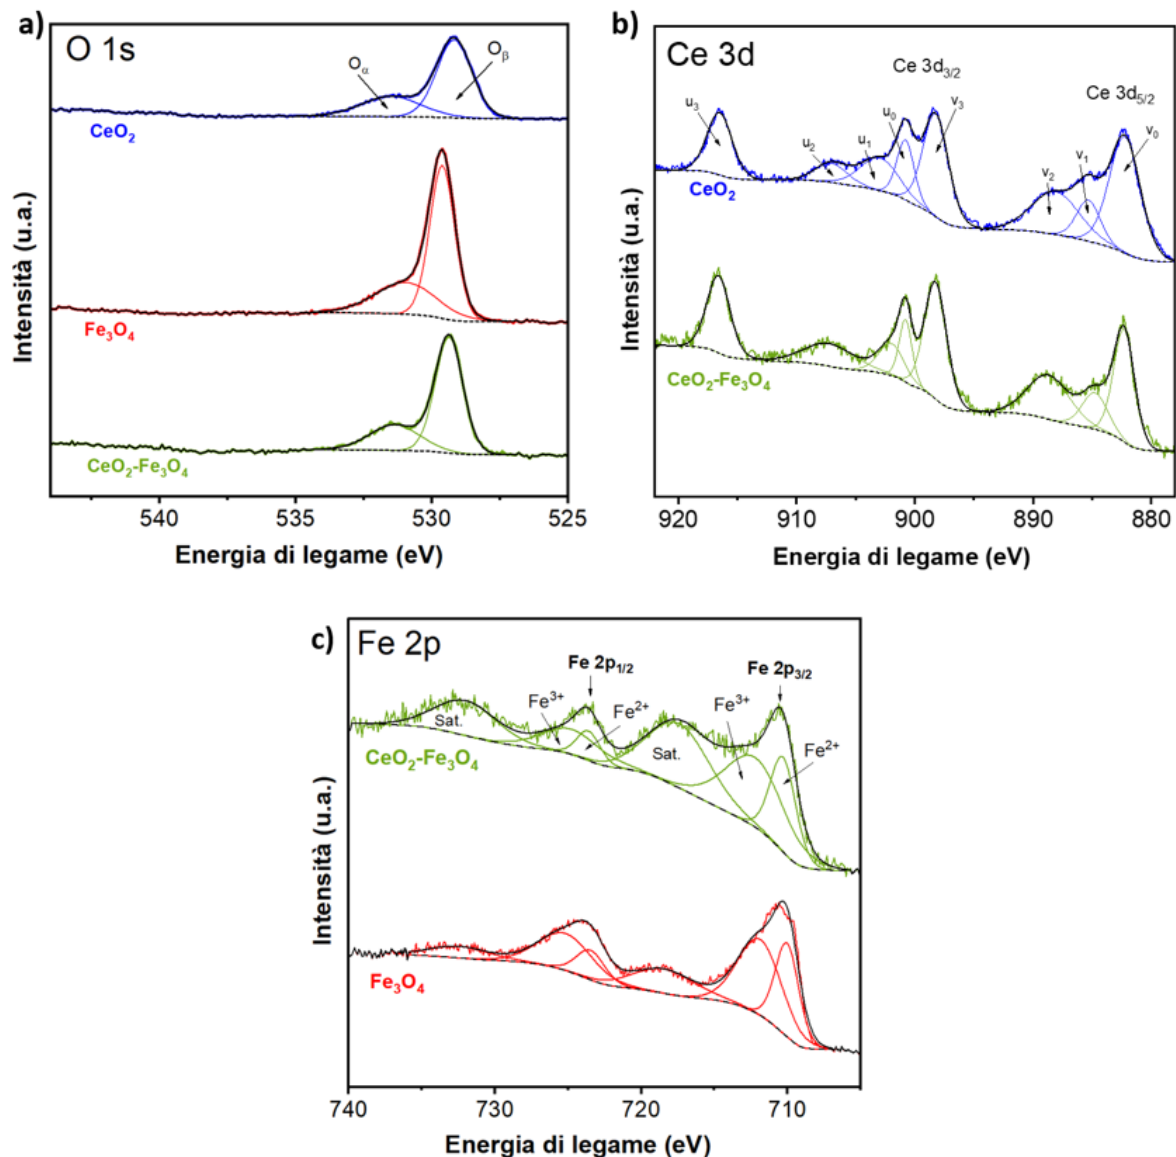 a)
O 1s
Oα
Oβ
CeO2
Fe3O4
CeO2-Fe3O4
Intensità (u.a.)
540
535
530
525
Energia di legame (eV)
b)
Ce 3d
Ce 3d3/2
Ce 3d5/2
u3
u2
u1
u0
v3
v2
v1
v0
CeO2
CeO2-Fe3O4
Intensità (u.a.)
920
910
900
890
880
Energia di legame (eV)
c)
Fe 2p
Fe 2p1/2
Fe 2p3/2
Fe3+
Fe2+
Fe3+
Fe2+
Sat.
Sat.
CeO2-Fe3O4
Fe3O4
Intensità (u.a.)
740
730
720
710
Energia di legame (eV)